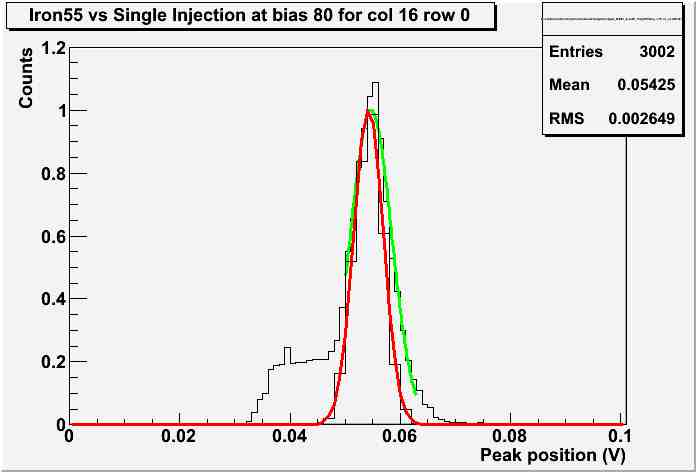 Iron55 vs Single Injection at bias 80 for col 16 row 0
Entries 3002
Mean 0.05425
RMS 0.002649
Counts
1.2
1
0.8
0.6
0.4
0.2
0
0 0.02 0.04 0.06 0.08 0.1
Peak position (V)